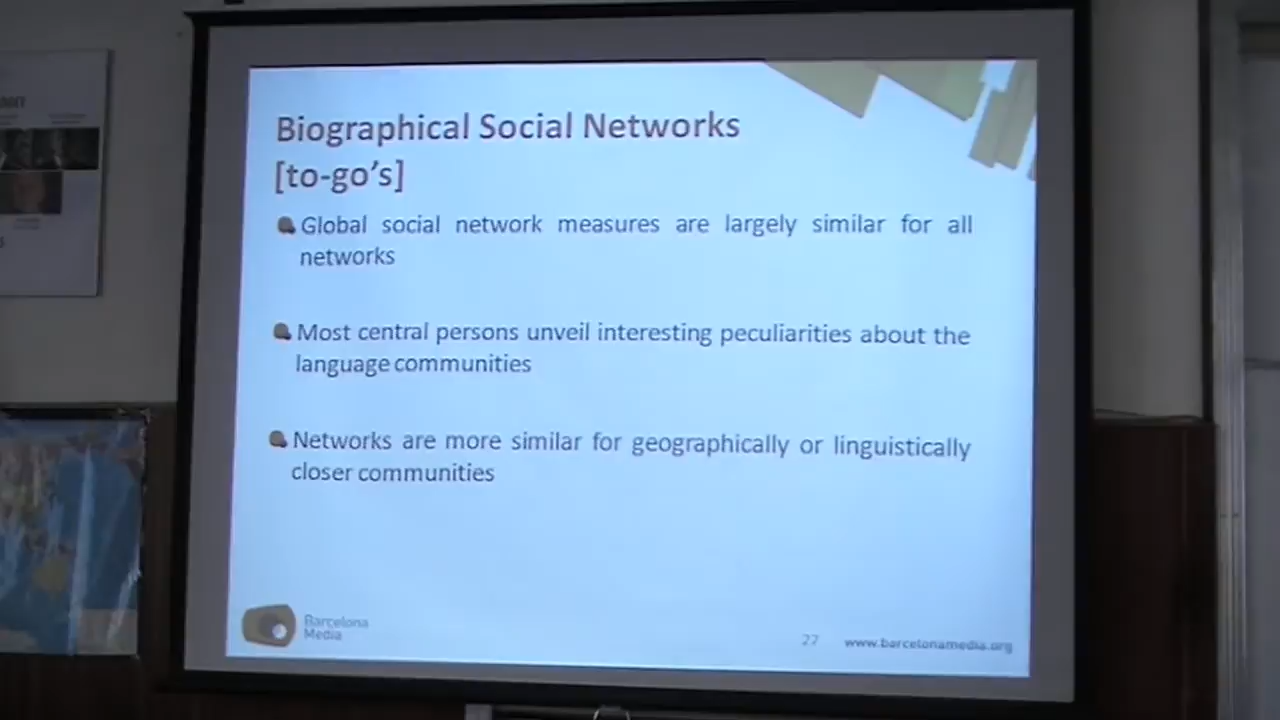 Biographical Social Networks
[to-go's]
Global social network measures are largely similar for all
networks
Most central persons unveil interesting peculiarities about the
language communities
Networks are more similar for geographically or linguistically
closer communities
Barcelona
Media
27
www.barcelonamedia.org